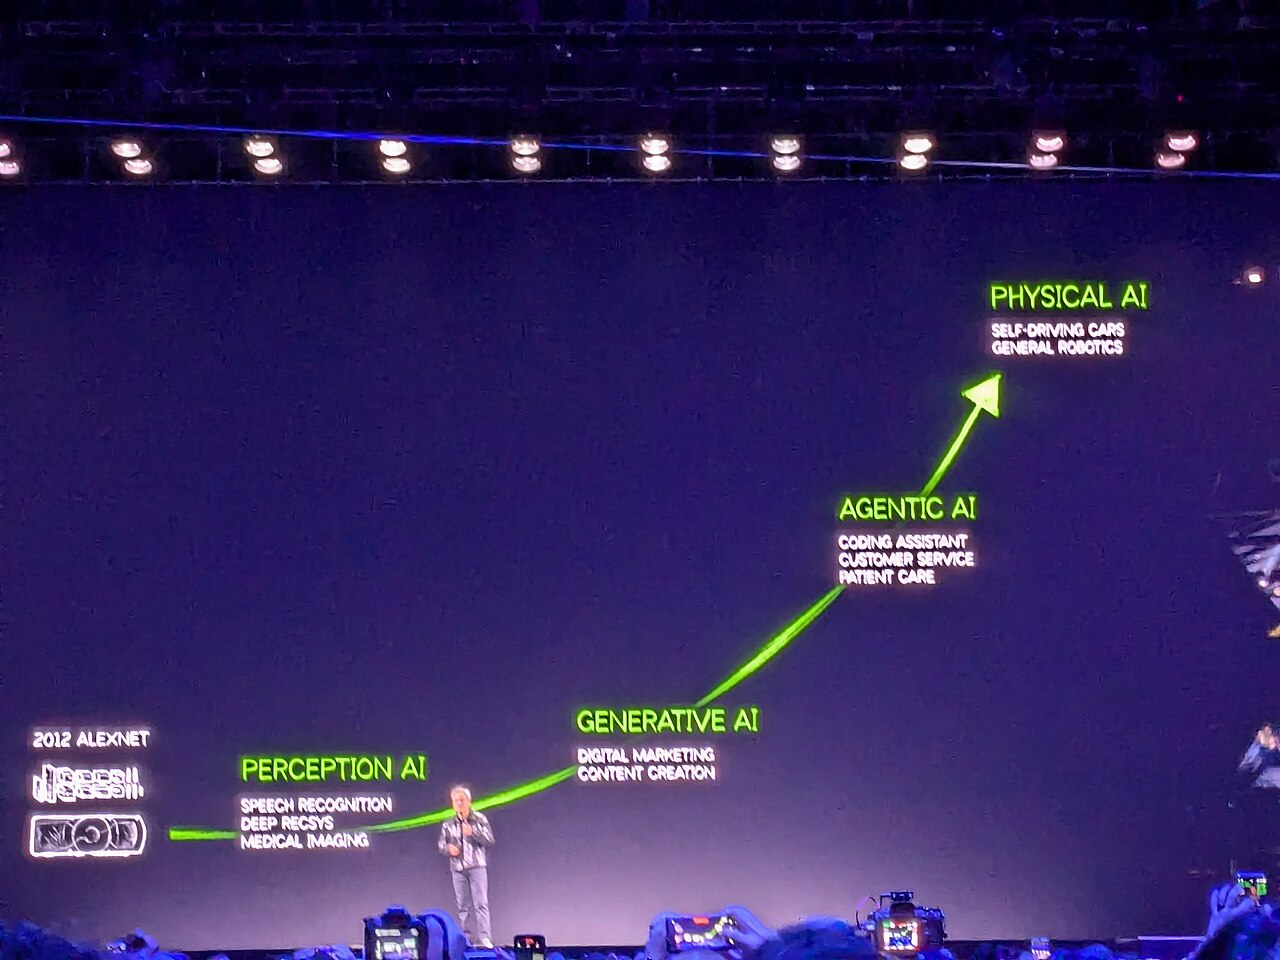 PHYSICAL AI
SELF-DRIVING CARS
GENERAL ROBOTICS
AGENTIC AI
CODING ASSISTANT
CUSTOMER SERVICE
PATIENT CARE
GENERATIVE AI
DIGITAL MARKETING
CONTENT CREATION
2012 ALEXNET
PERCEPTION AI
SPEECH RECOGNITION
DEEP RECSYS
MEDICAL IMAGING